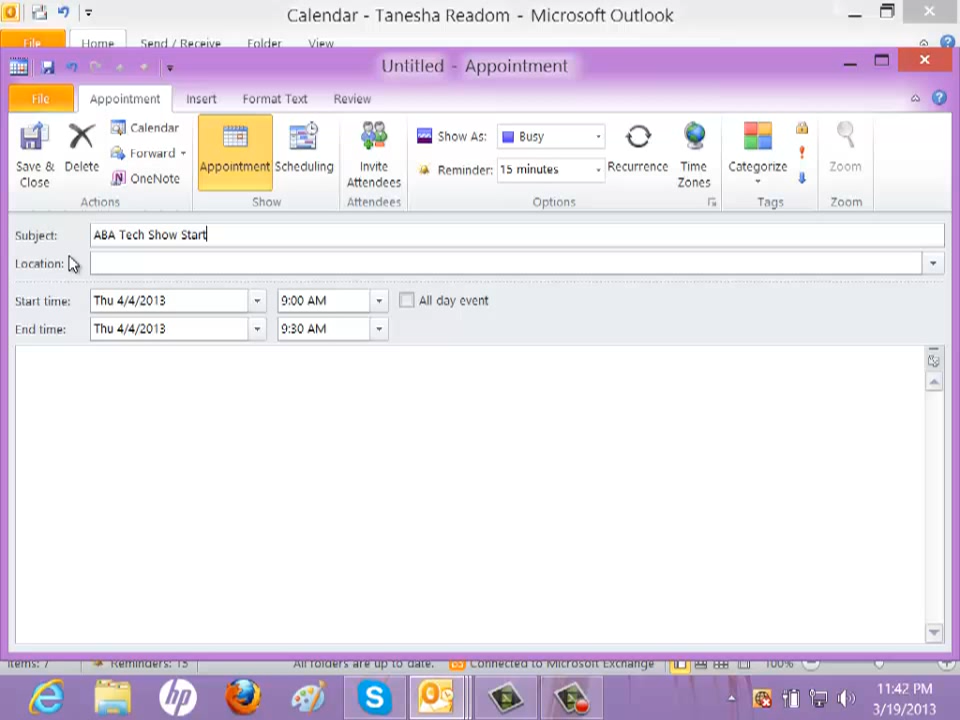 Calendar - Tanesha Readom - Microsoft Outlook
File Home Send / Receive Folder View
Untitled - Appointment
File Appointment Insert Format Text Review
Save & Close
Delete
Calendar
Forward
OneNote
Actions
Appointment
Scheduling
Show
Invite Attendees
Attendees
Show As: Busy
Reminder: 15 minutes
Recurrence
Time Zones
Options
Categorize
Tags
Zoom
Zoom
Subject: ABA Tech Show Start
Location:
Start time: Thu 4/4/2013 9:00 AM All day event
End time: Thu 4/4/2013 9:30 AM
Items: 7 Reminders: 15 All folders are up to date. Connected to Microsoft Exchange 100%
11:42 PM
3/19/2013